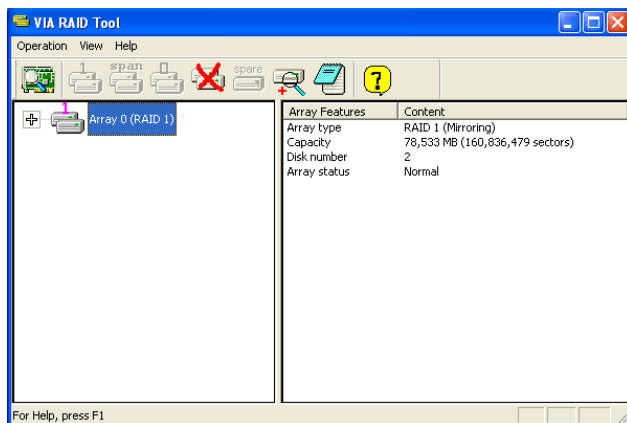 VIA RAID Tool
Operation View Help
1 span spare
?
1
Array 0 (RAID 1)
Array Features Content
Array type RAID 1 (Mirroring)
Capacity 78,533 MB (160,836,479 sectors)
Disk number 2
Array status Normal
For Help, press F1